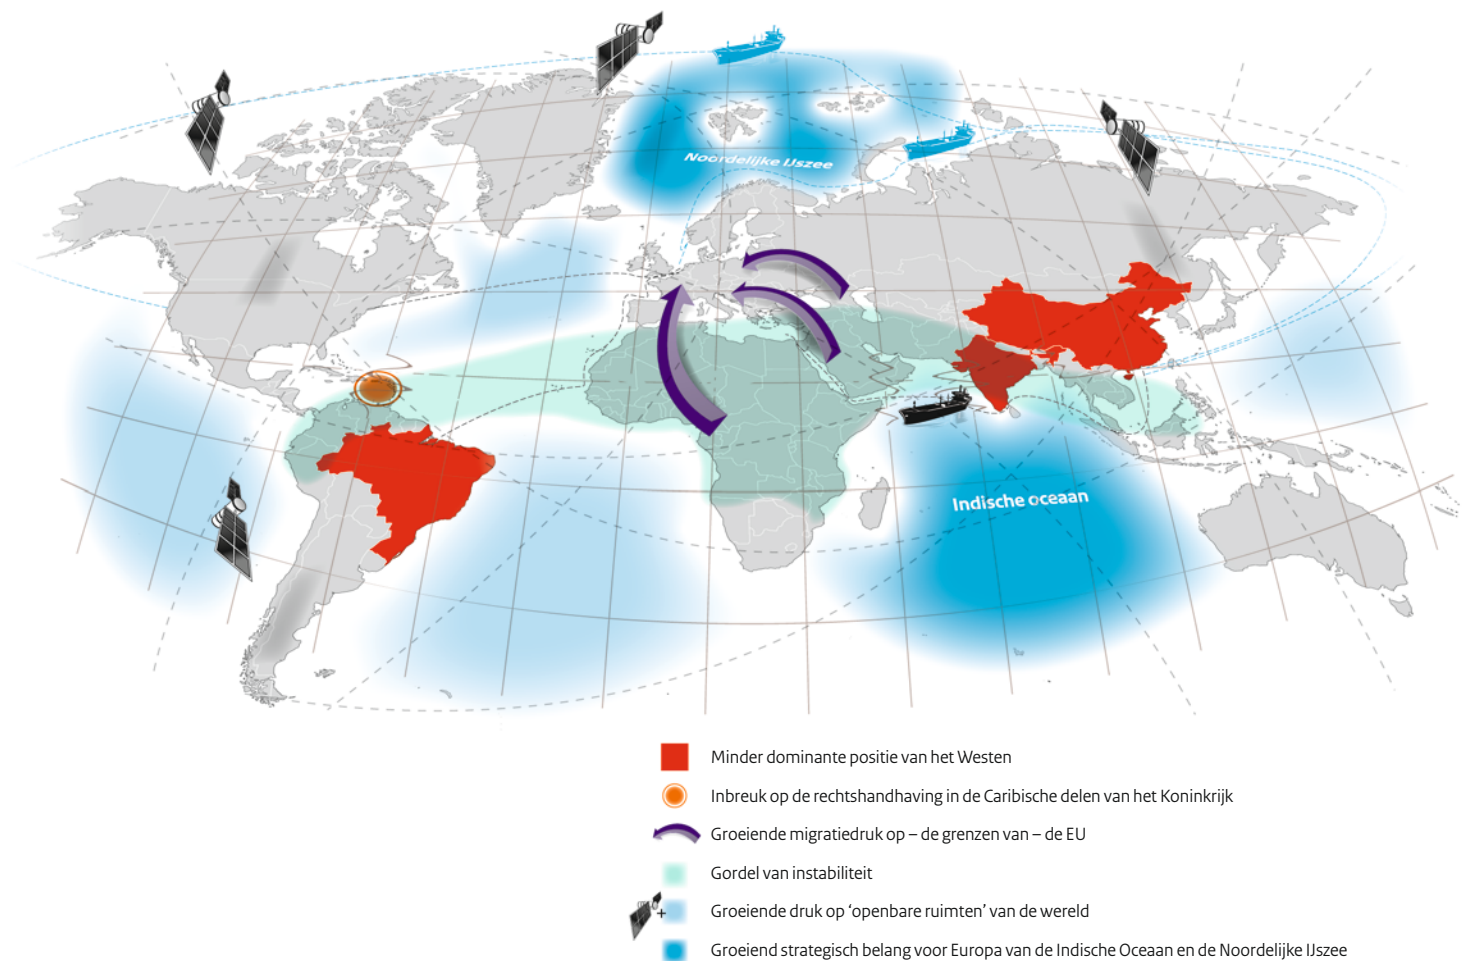 Noordelijke IJszee
Indische oceaan
Minder dominante positie van het Westen
Inbreuk op de rechtshandhaving in de Caribische delen van het Koninkrijk
Groeiende migratiedruk op – de grenzen van – de EU
Gordel van instabiliteit
+ Groeiende druk op ‘openbare ruimten’ van de wereld
Groeiend strategisch belang voor Europa van de Indische Oceaan en de Noordelijke IJszee